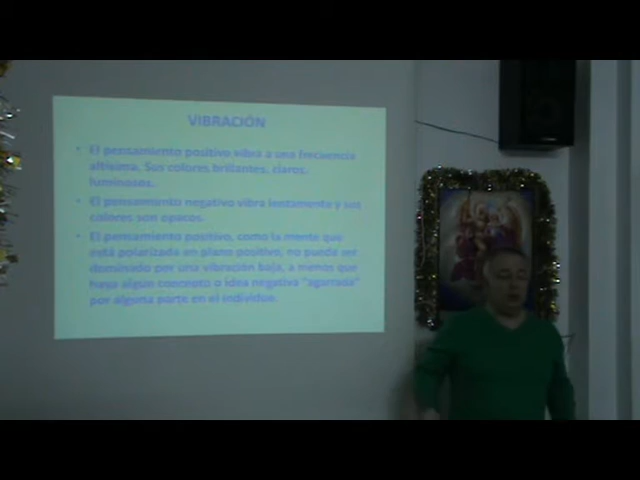 VIBRACIÓN
• El pensamiento positivo vibra a una frecuencia
altísima. Sus colores brillantes, claros,
luminosos.
• El pensamiento negativo vibra lentamente y sus
colores son opacos.
• El pensamiento positivo, como la mente que
está polarizada en plano positivo, no puede ser
dominado por una vibración baja, a menos que
haya algún concepto o idea negativa "agarrada"
por alguna parte en el individuo.